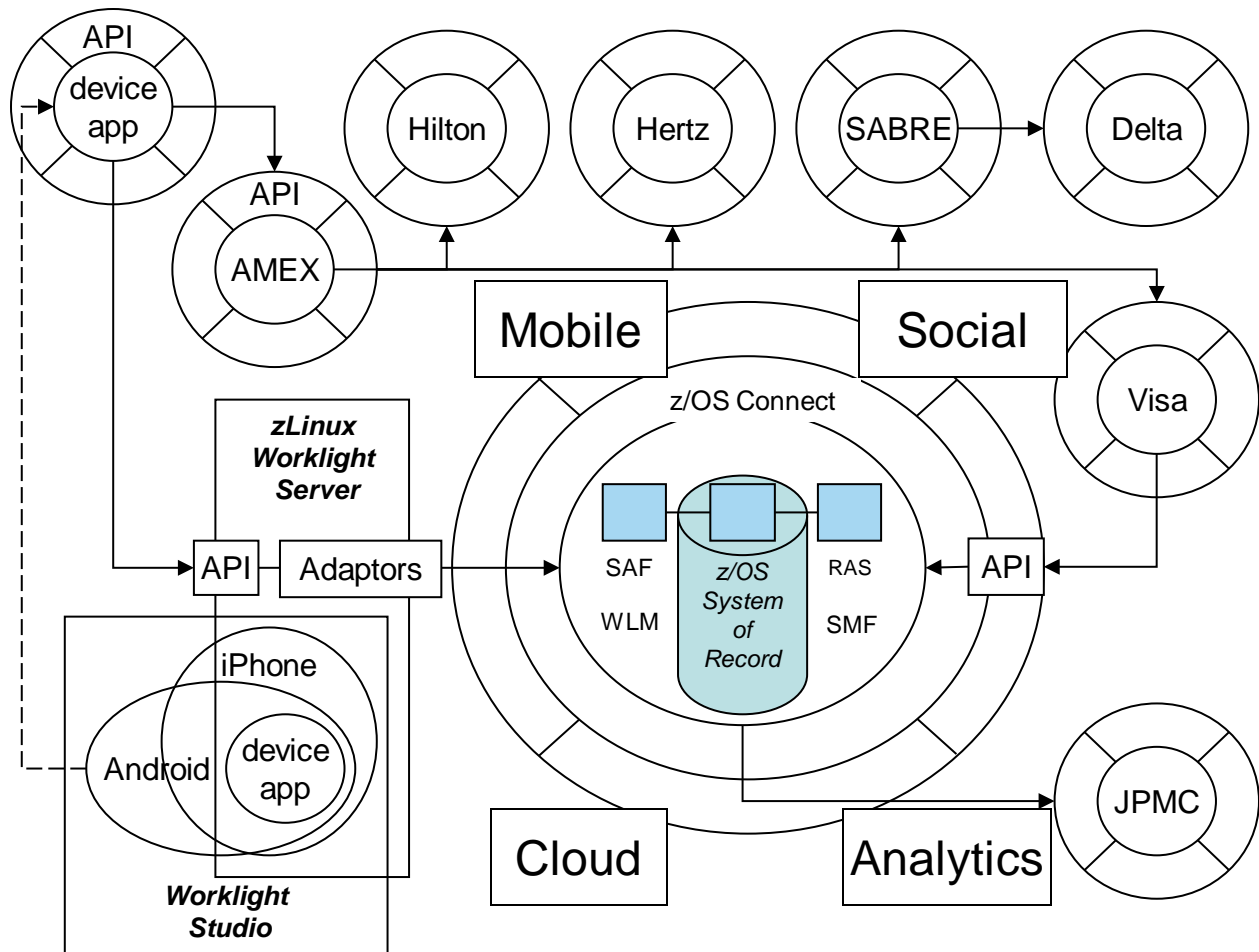 API
device
app
Hilton
Hertz
SABRE
Delta
API
AMEX
Mobile
Social
z/OS Connect
Visa
zLinux
Worklight
Server
API
Adaptors
SAF
WLM
z/OS
System
of
Record
RAS
SMF
API
iPhone
Android
device
app
Worklight
Studio
Cloud
Analytics
JPMC